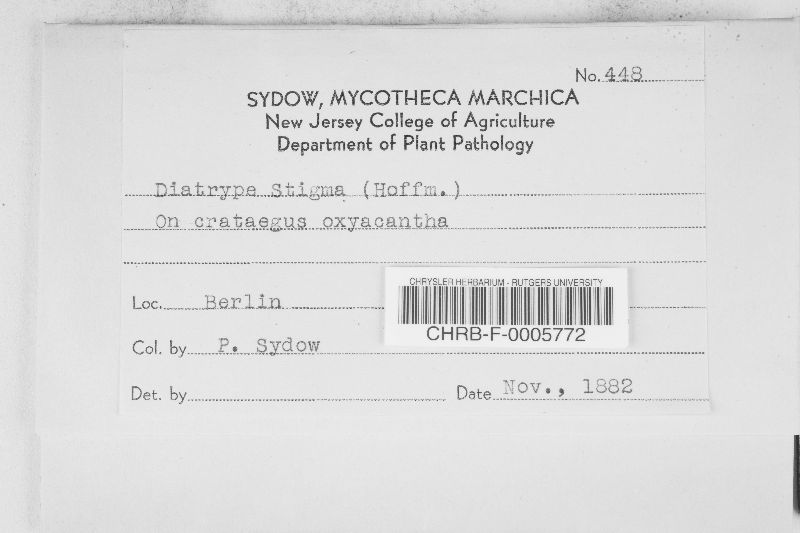 No. 448
SYDOW, MYCOTHECA MARCHICA
New Jersey College of Agriculture
Department of Plant Pathology
Diatrype Stigma (Hoffm.)
On crataegus oxyacantha
Loc. Berlin
CHRYSLER HERBARIUM - RUTGERS UNIVERSITY
CHRB-F-0005772
Col. by P. Sydow
Det. by
Date Nov., 1882